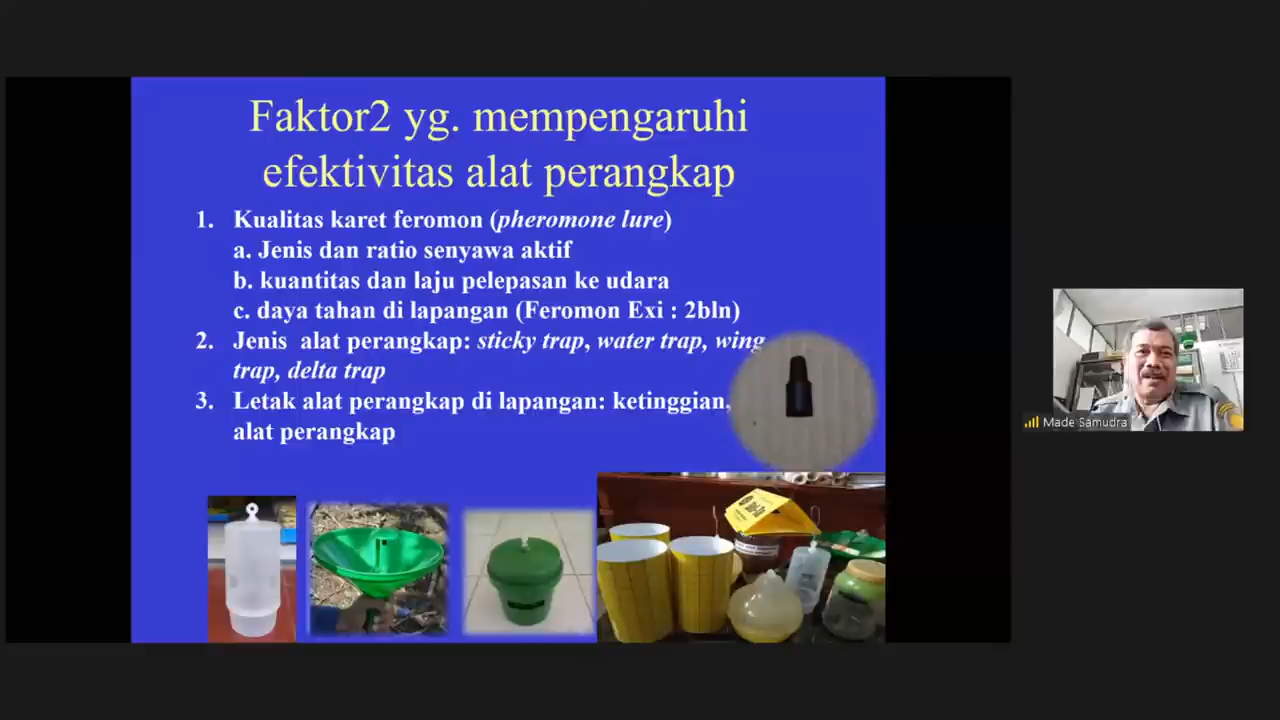 Faktor2 yg. mempengaruhi
efektivitas alat perangkap
1. Kualitas karet feromon (pheromone lure)
a. Jenis dan ratio senyawa aktif
b. kuantitas dan laju pelepasan ke udara
c. daya tahan di lapangan (Feromon Exi : 2bln)
2. Jenis alat perangkap: sticky trap, water trap, wing
trap, delta trap
3. Letak alat perangkap di lapangan: ketinggian,
alat perangkap
Made Samudra